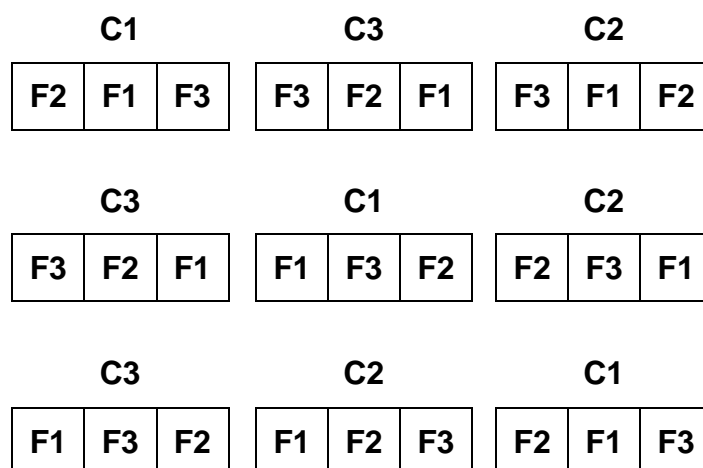 C1 C3 C2
F2 F1 F3 F3 F2 F1 F3 F1 F2
C3 C1 C2
F3 F2 F1 F1 F3 F2 F2 F3 F1
C3 C2 C1
F1 F3 F2 F1 F2 F3 F2 F1 F3